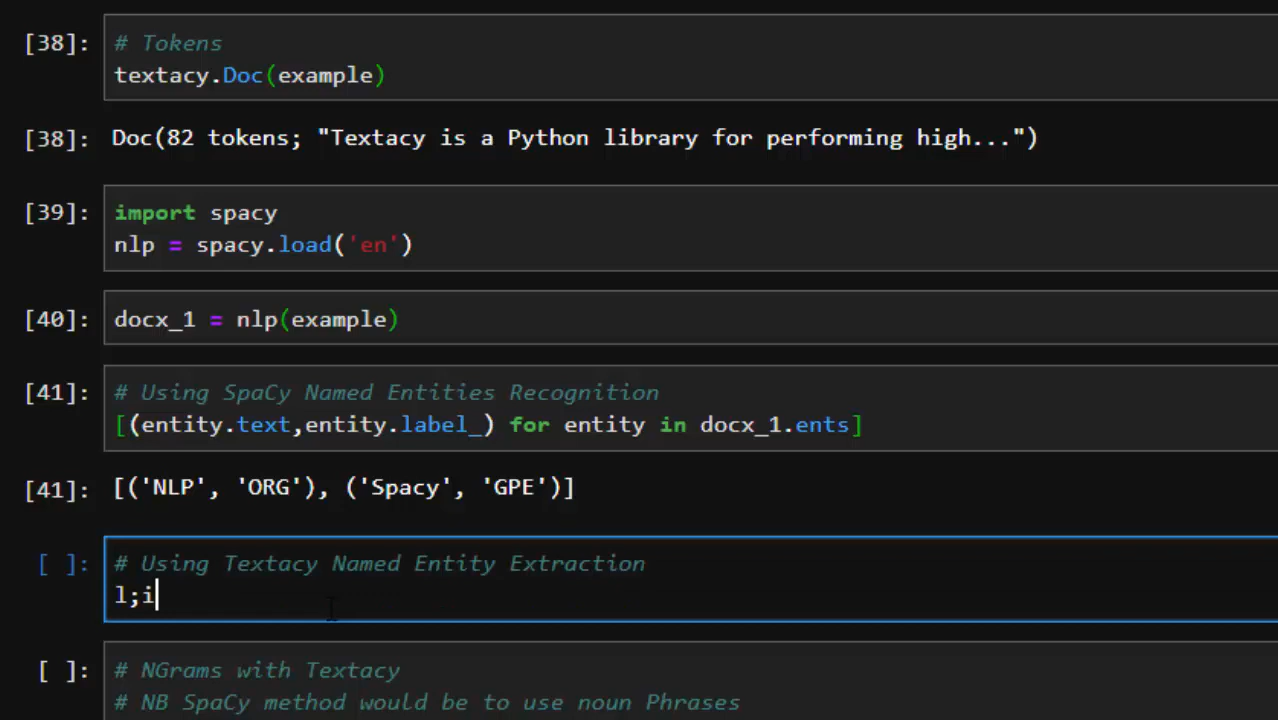 [38]: # Tokens
textacy.Doc(example)
[38]: Doc(82 tokens; "Textacy is a Python library for performing high...")
[39]: import spacy
nlp = spacy.load('en')
[40]: docx_1 = nlp(example)
[41]: # Using SpaCy Named Entities Recognition
[(entity.text,entity.label_) for entity in docx_1.ents]
[41]: [('NLP', 'ORG'), ('Spacy', 'GPE')]
[ ]: # Using Textacy Named Entity Extraction
l;i
[ ]: # NGrams with Textacy
# NB SpaCy method would be to use noun Phrases